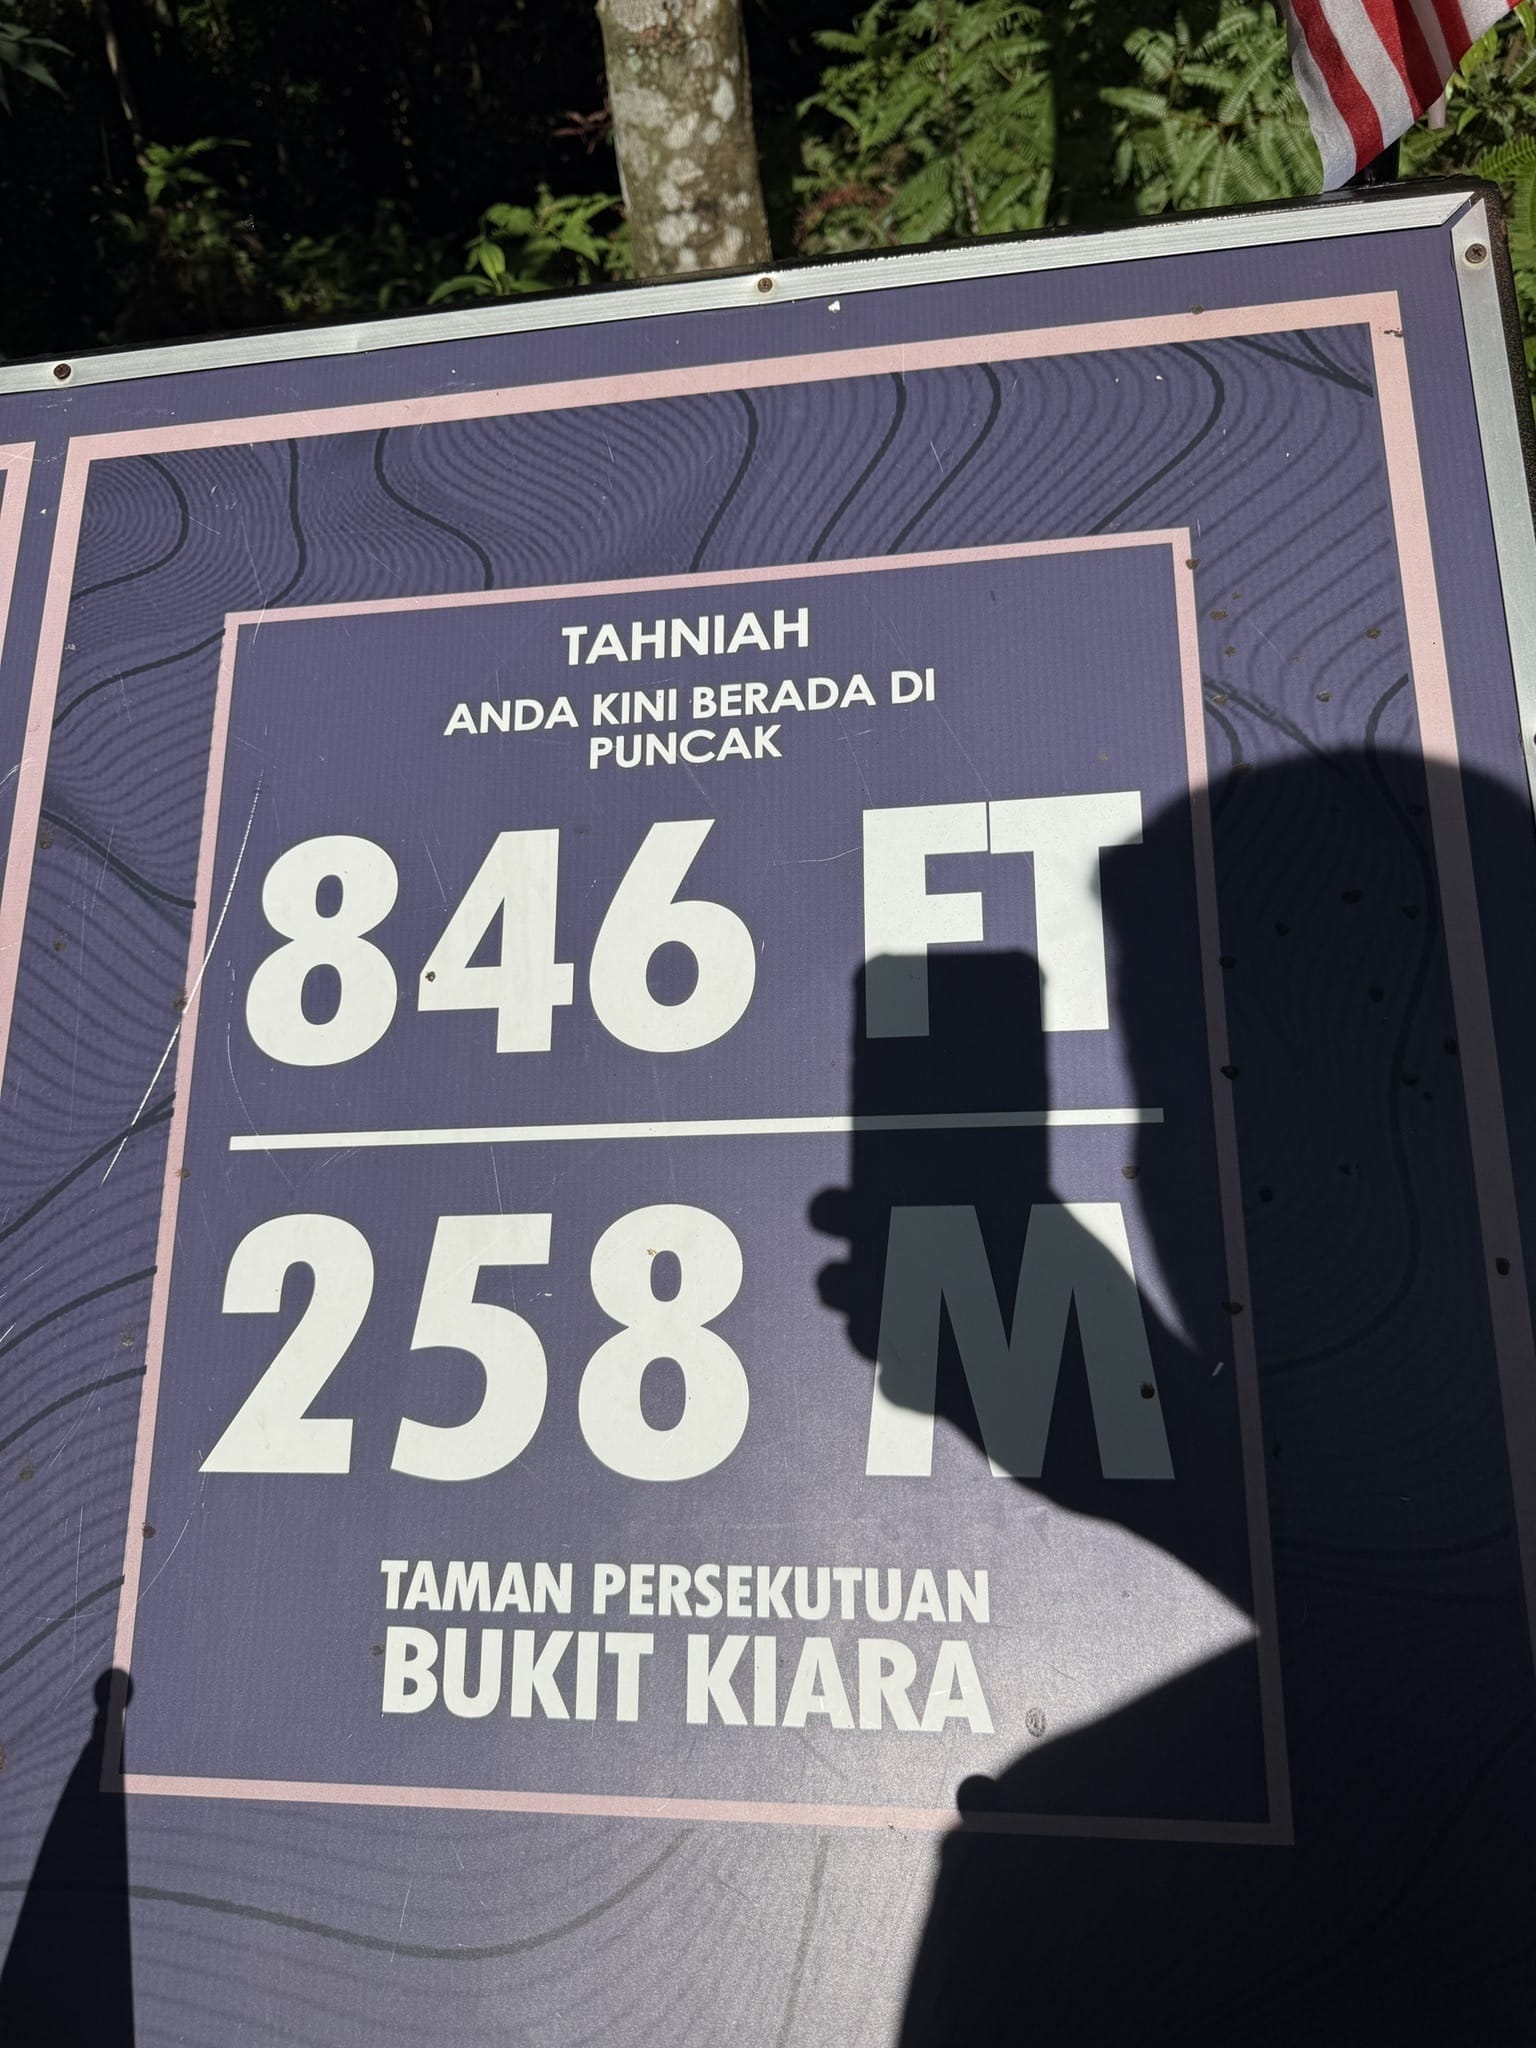 TAHNIAH
ANDA KINI BERADA DI
PUNCAK
846 FT
258 M
TAMAN PERSEKUTUAN
BUKIT KIARA